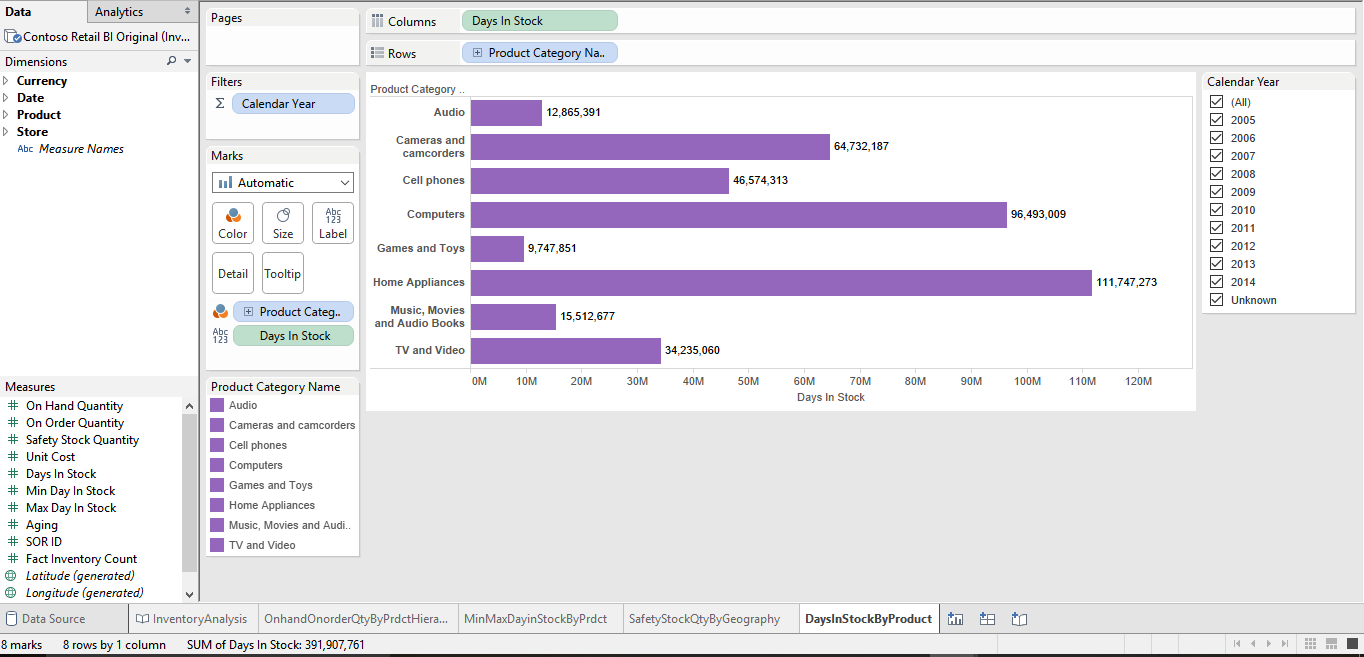 Data
Analytics
Contoso Retail BI Original (Inv...
Dimensions
Currency
Date
Product
Store
Abc Measure Names
Measures
On Hand Quantity
On Order Quantity
Safety Stock Quantity
Unit Cost
Days In Stock
Min Day In Stock
Max Day In Stock
Aging
SOR ID
Fact Inventory Count
Latitude (generated)
Longitude (generated)
Pages
Filters
Σ Calendar Year
Marks
Automatic
Color
Size
Abc
123
Label
Detail
Tooltip
Product Categ..
Abc
123
Days In Stock
Product Category Name
Audio
Cameras and camcorders
Cell phones
Computers
Games and Toys
Home Appliances
Music, Movies and Audi..
TV and Video
Columns
Days In Stock
Rows
Product Category Na..
Product Category ..
Audio 12,865,391
Cameras and
camcorders
64,732,187
Cell phones 46,574,313
Computers 96,493,009
Games and Toys 9,747,851
Home Appliances 111,747,273
Music, Movies
and Audio Books
15,512,677
TV and Video 34,235,060
0M 10M 20M 30M 40M 50M 60M 70M 80M 90M 100M 110M 120M
Days In Stock
Calendar Year
(All)
2005
2006
2007
2008
2009
2010
2011
2012
2013
2014
Unknown
Data Source
InventoryAnalysis
OnhandOnorderQtyByPrdctHiera...
MinMaxDayinStockByPrdct
SafetyStockQtyByGeography
DaysInStockByProduct
8 marks
8 rows by 1 column
SUM of Days In Stock: 391,907,761